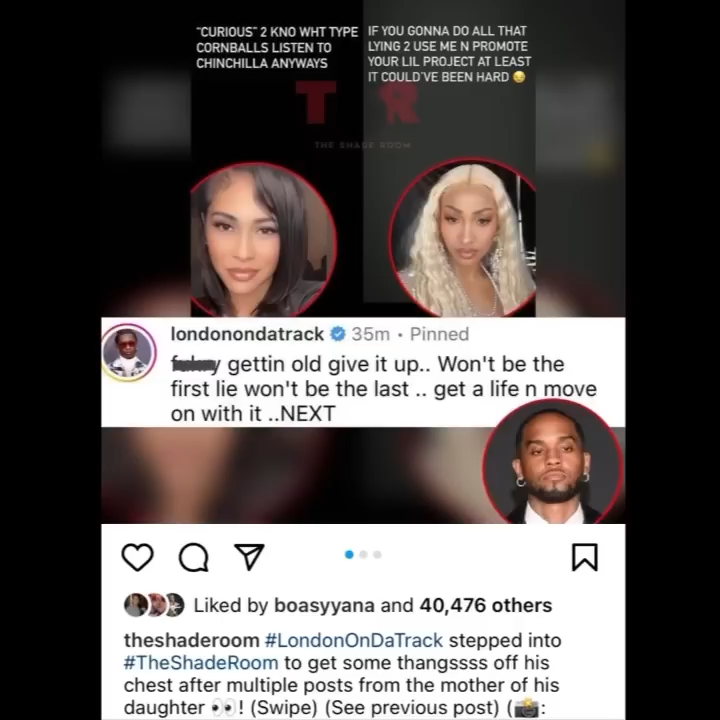 "CURIOUS" 2 KNO WHT TYPE
CORNBALLS LISTEN TO
CHINCHILLA ANYWAYS
IF YOU GONNA DO ALL THAT
LYING 2 USE ME N PROMOTE
YOUR LIL PROJECT AT LEAST
IT COULD'VE BEEN HARD 😒
T R
THE SHADE ROOM
londonondatrack 35m • Pinned
gettin old give it up.. Won't be the
first lie won't be the last .. get a life n move
on with it ..NEXT
Liked by boasyyana and 40,476 others
theshaderoom #LondonOnDaTrack stepped into
#TheShadeRoom to get some thangssss off his
chest after multiple posts from the mother of his
daughter 👀! (Swipe) (See previous post) (📸: